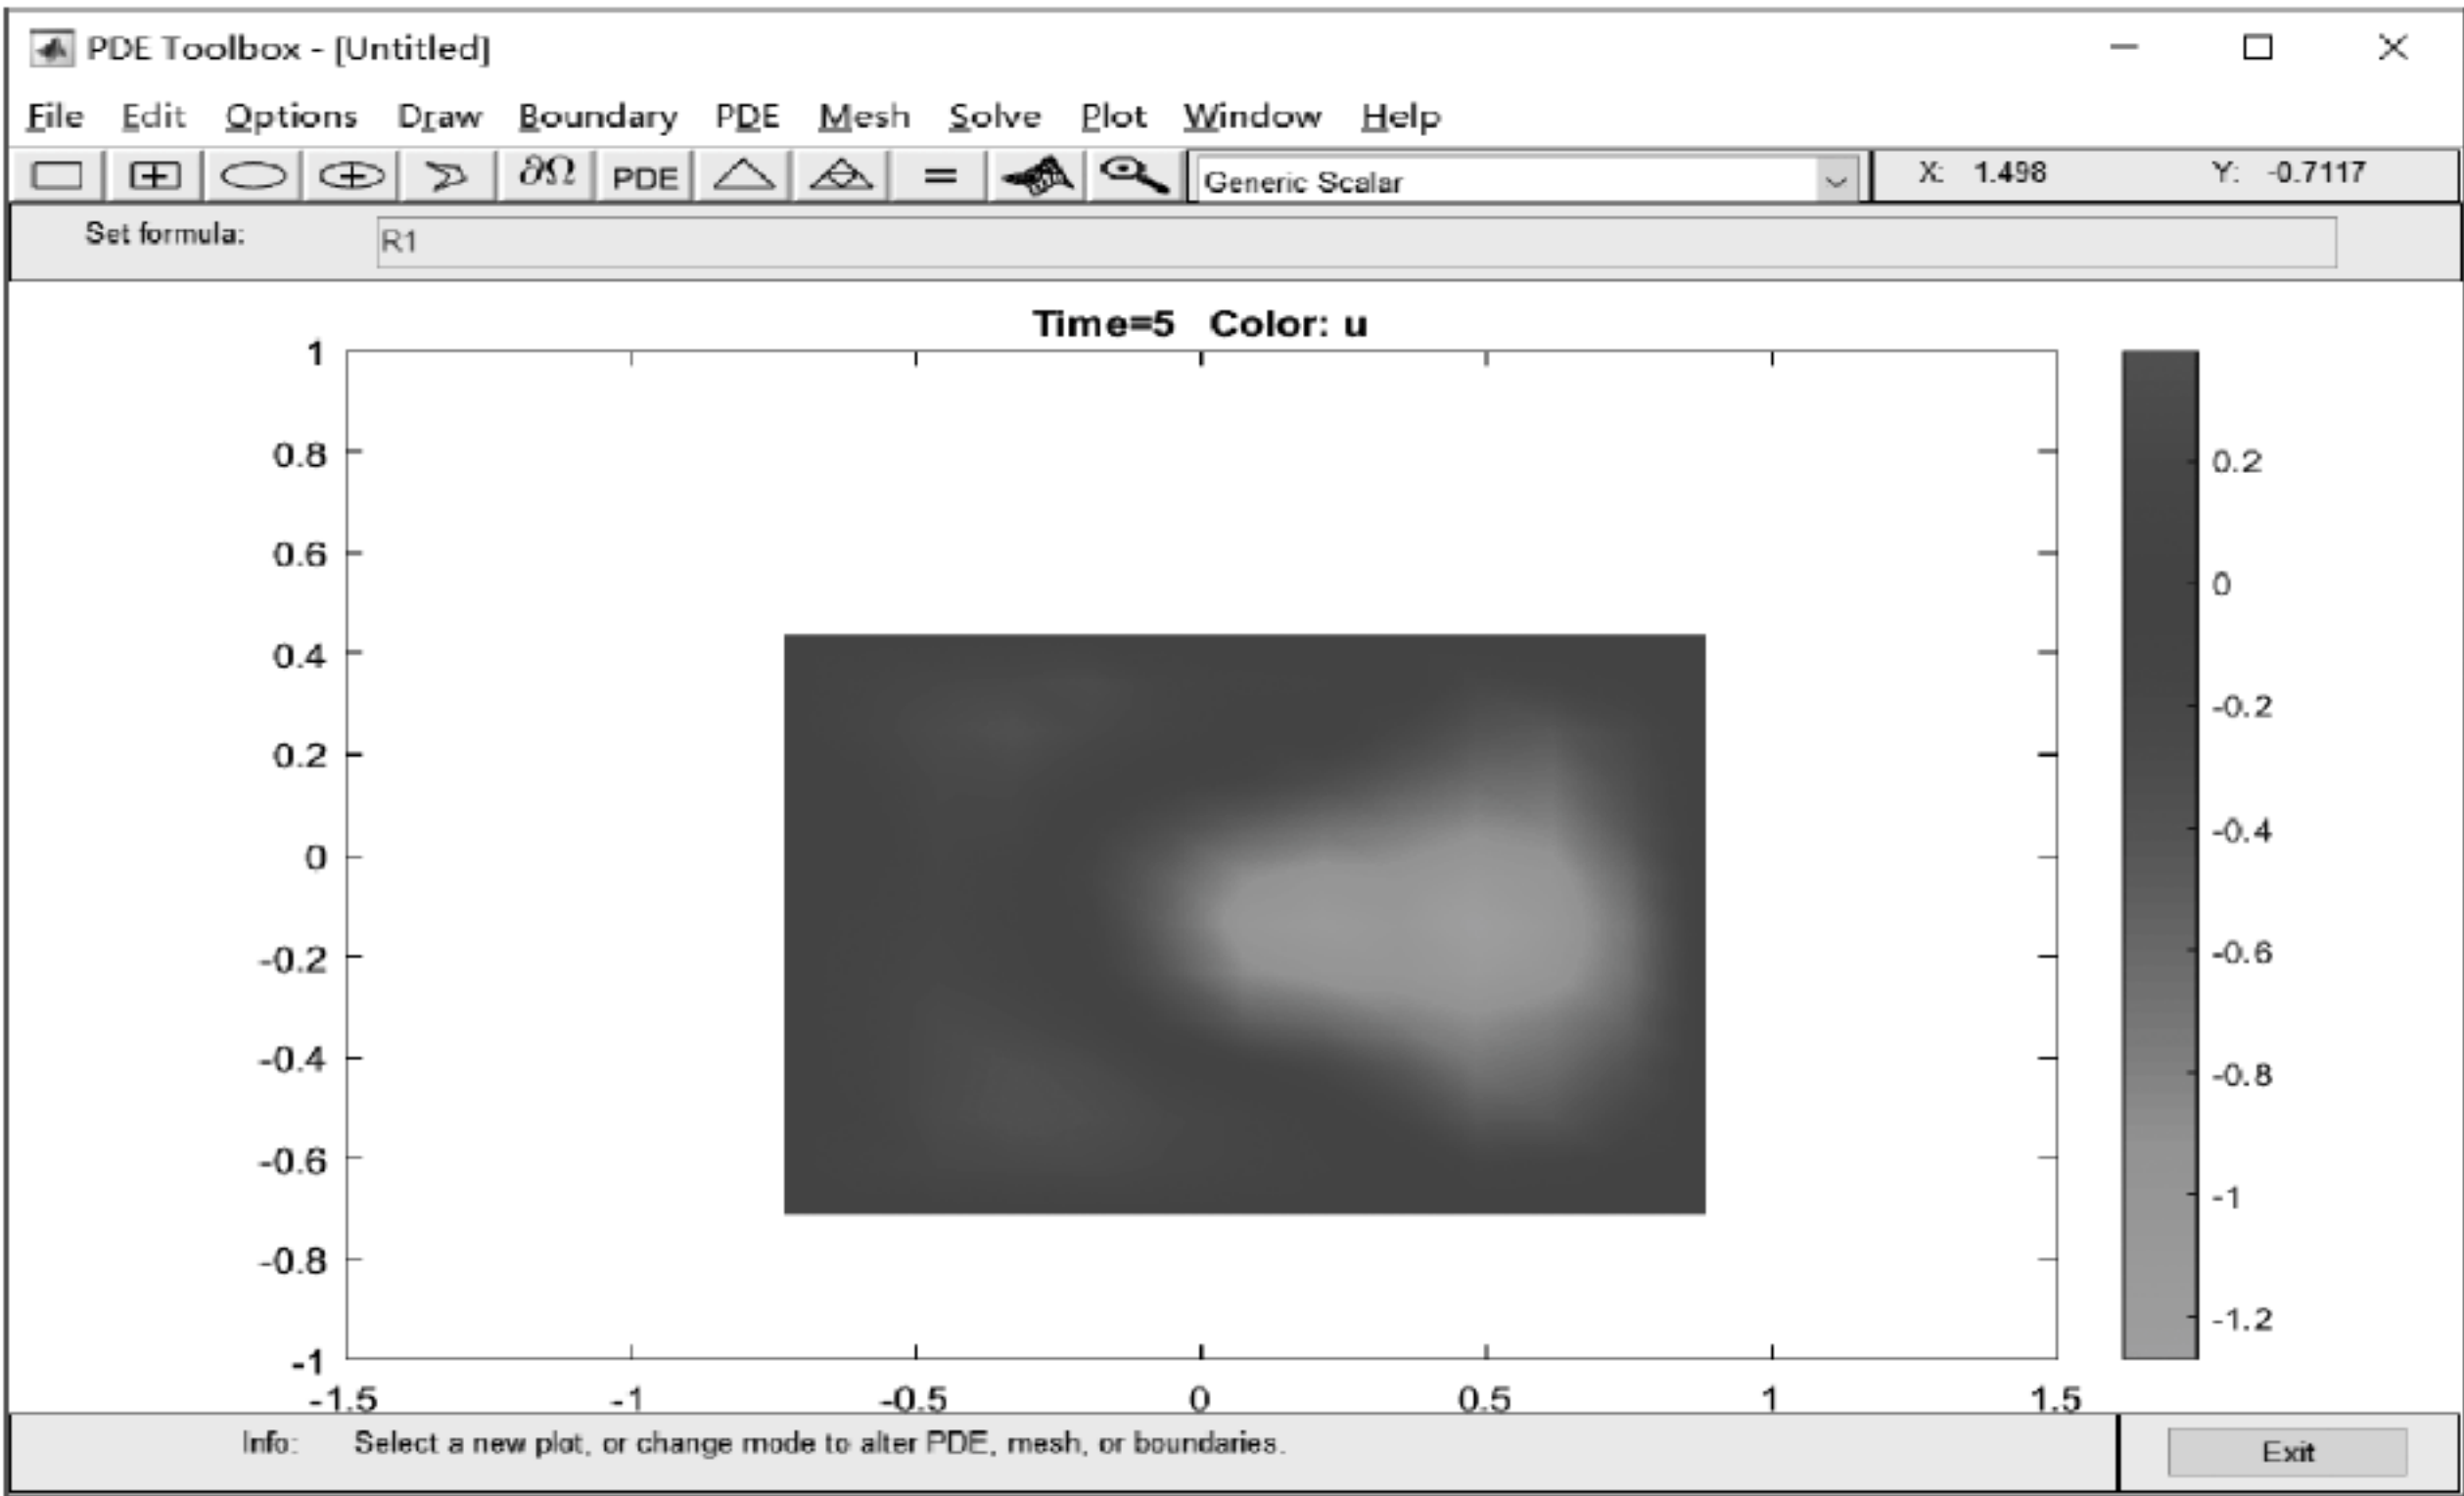 PDE Toolbox - [Untitled]
File Edit Options Draw Boundary PDE Mesh Solve Plot Window Help
∂Ω PDE = Generic Scalar X: 1.498 Y: -0.7117
Set formula: R1
Time=5 Color: u
1
0.8
0.6
0.4
0.2
0
-0.2
-0.4
-0.6
-0.8
-1
-1.5 -1 -0.5 0 0.5 1 1.5
0.2
0
-0.2
-0.4
-0.6
-0.8
-1
-1.2
Info: Select a new plot, or change mode to alter PDE, mesh, or boundaries.
Exit